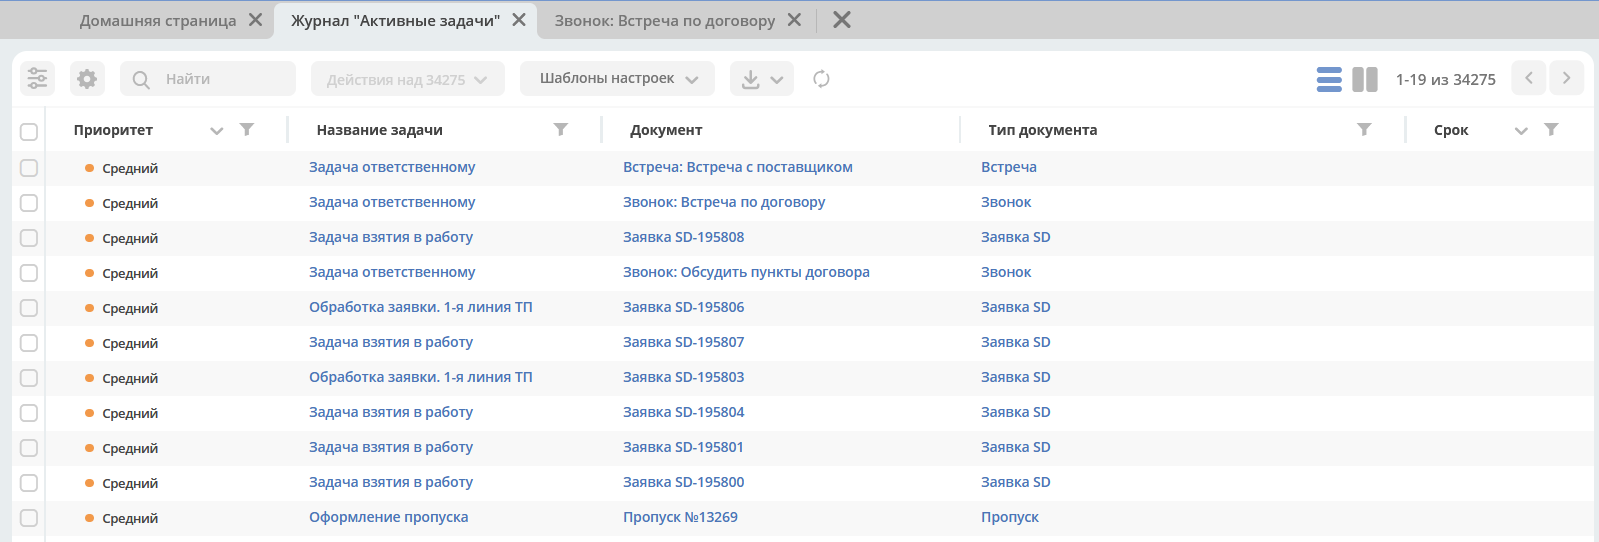 Домашняя страница Журнал "Активные задачи" Звонок: Встреча по договору
Найти Действия над 34275 Шаблоны настроек 1-19 из 34275
Приоритет Название задачи Документ Тип документа Срок
Средний Задача ответственному Встреча: Встреча с поставщиком Встреча
Средний Задача ответственному Звонок: Встреча по договору Звонок
Средний Задача взятия в работу Заявка SD-195808 Заявка SD
Средний Задача ответственному Звонок: Обсудить пункты договора Звонок
Средний Обработка заявки. 1-я линия ТП Заявка SD-195806 Заявка SD
Средний Задача взятия в работу Заявка SD-195807 Заявка SD
Средний Обработка заявки. 1-я линия ТП Заявка SD-195803 Заявка SD
Средний Задача взятия в работу Заявка SD-195804 Заявка SD
Средний Задача взятия в работу Заявка SD-195801 Заявка SD
Средний Задача взятия в работу Заявка SD-195800 Заявка SD
Средний Оформление пропуска Пропуск №13269 Пропуск